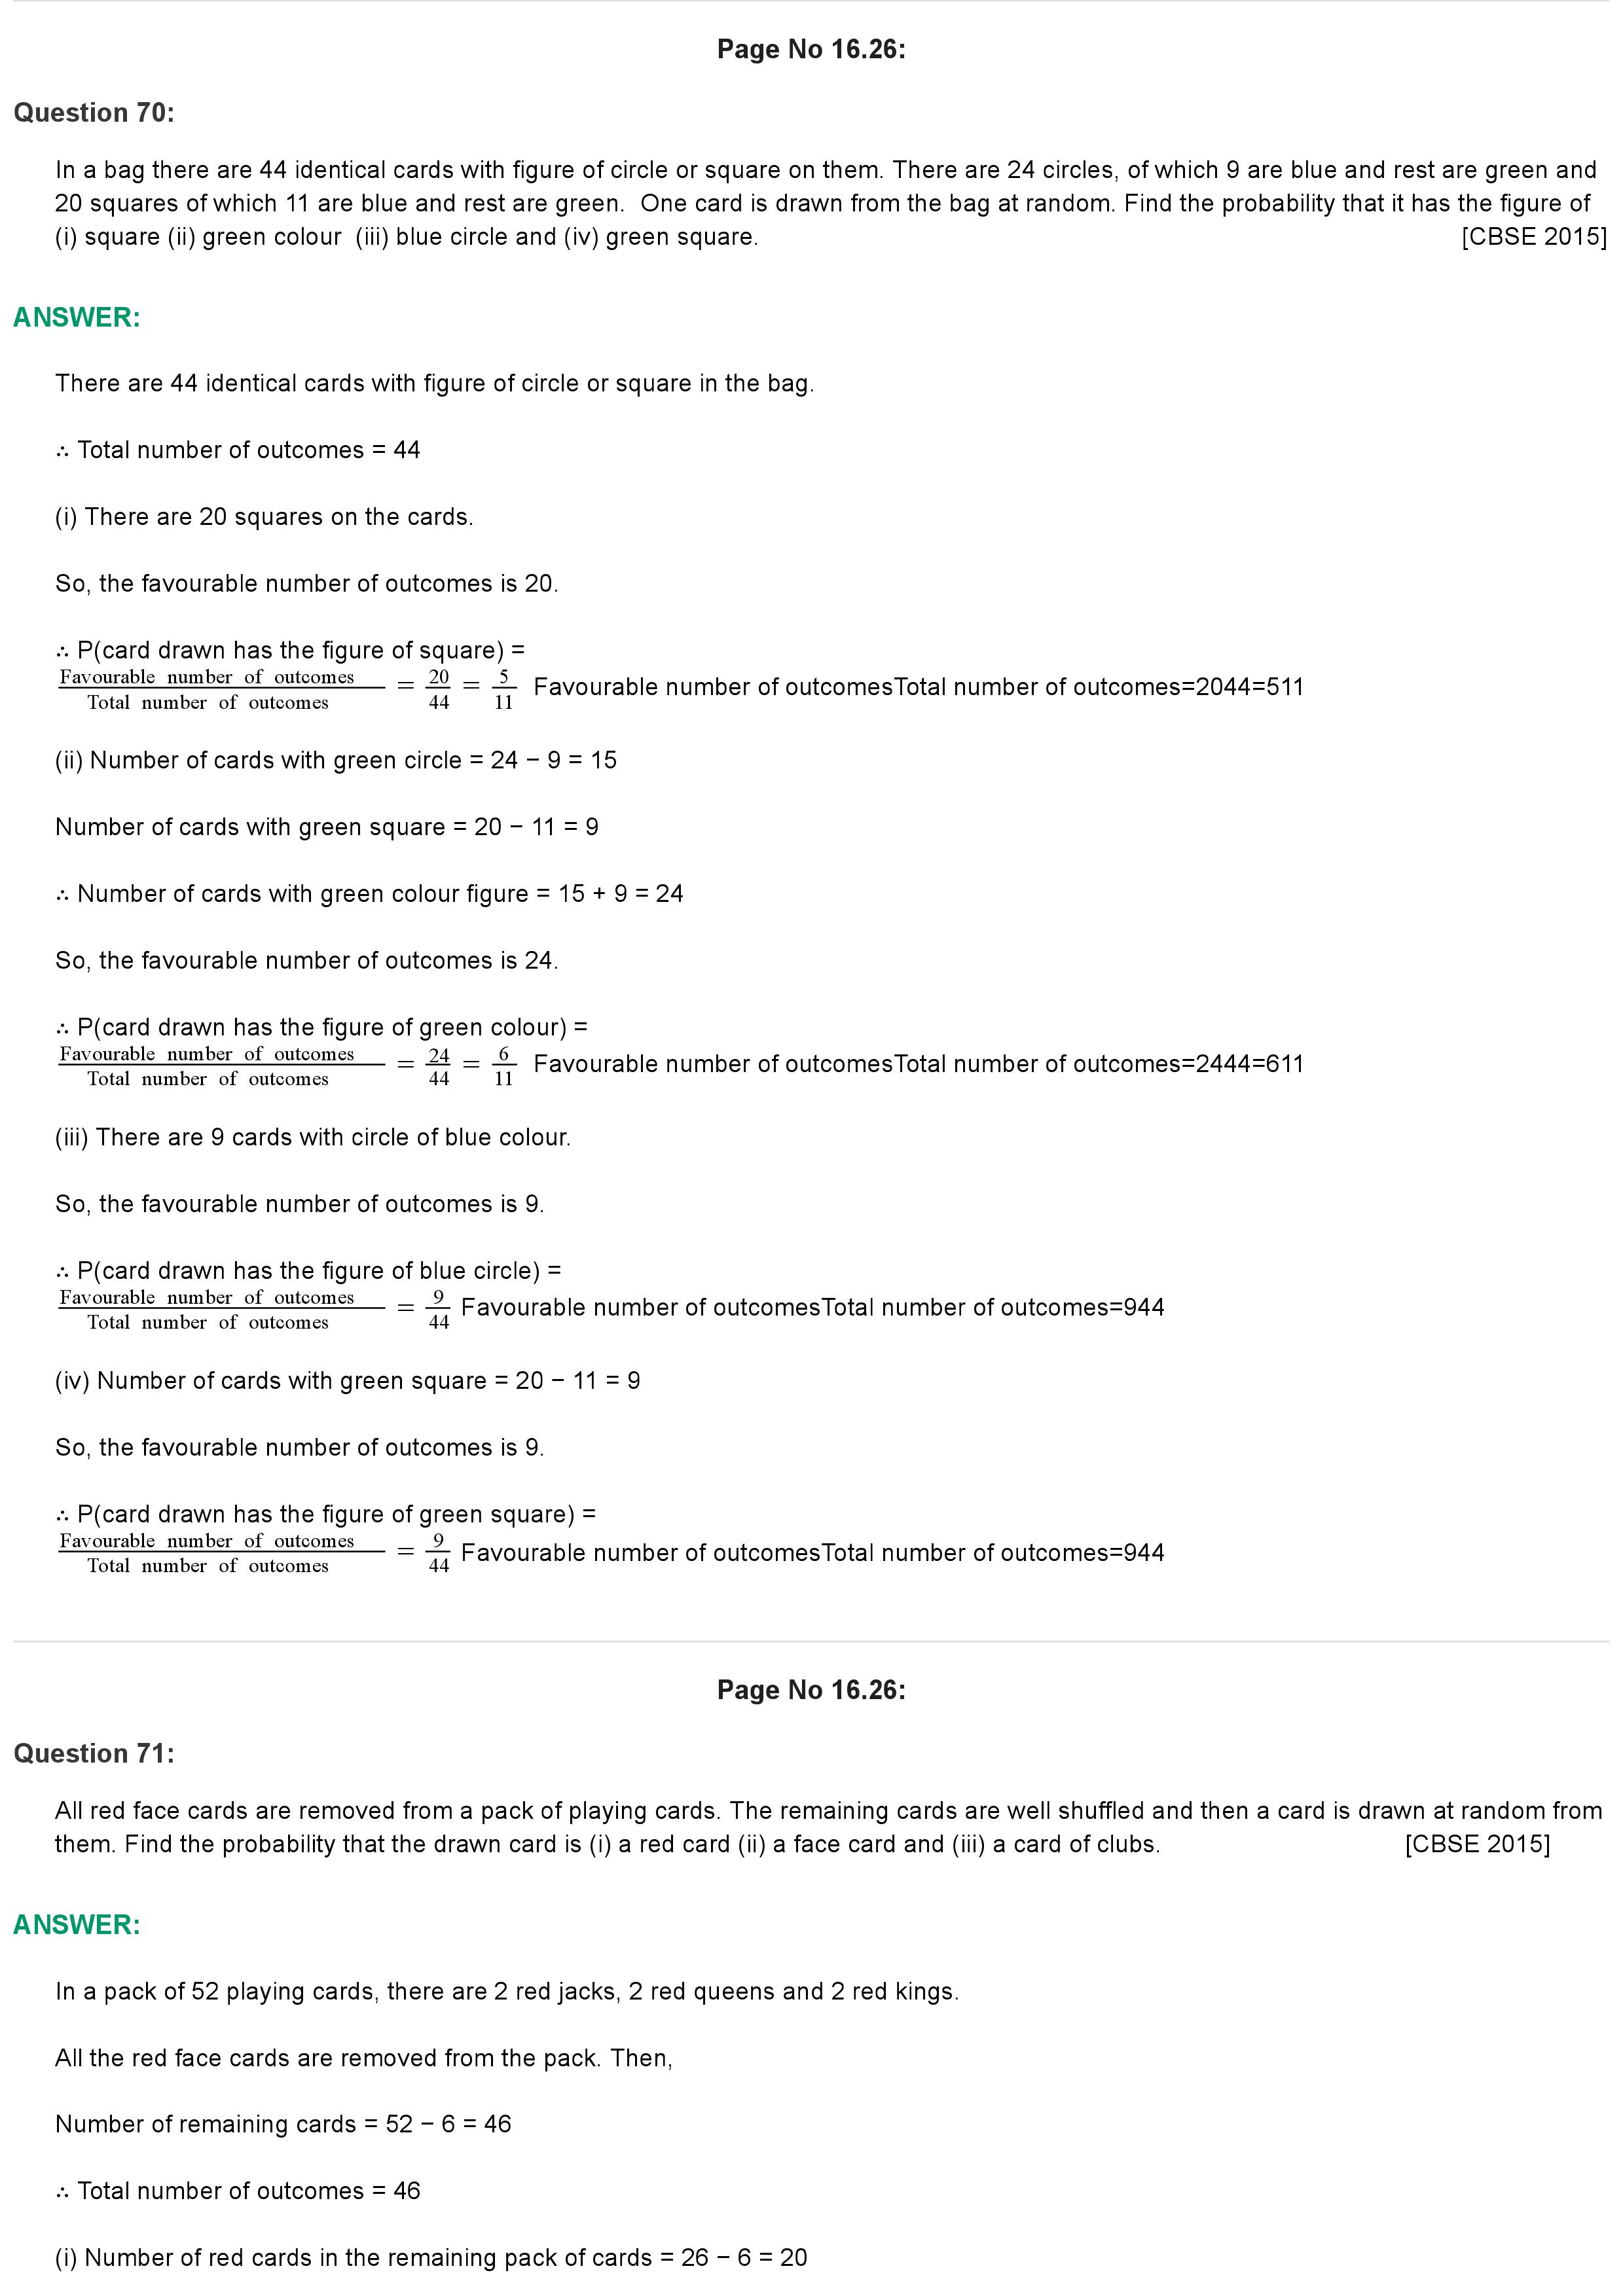 Page No 16.26:
Question 70:
In a bag there are 44 identical cards with figure of circle or square on them. There are 24 circles, of which 9 are blue and rest are green and
20 squares of which 11 are blue and rest are green.  One card is drawn from the bag at random. Find the probability that it has the figure of
(i) square (ii) green colour  (iii) blue circle and (iv) green square. [CBSE 2015]
ANSWER:
There are 44 identical cards with figure of circle or square in the bag.
∴ Total number of outcomes = 44
(i) There are 20 squares on the cards.
So, the favourable number of outcomes is 20.
∴ P(card drawn has the figure of square) =
Favourable number of outcomes / Total number of outcomes = 20/44 = 5/11 Favourable number of outcomesTotal number of outcomes=2044=511
(ii) Number of cards with green circle = 24 − 9 = 15
Number of cards with green square = 20 − 11 = 9
∴ Number of cards with green colour figure = 15 + 9 = 24
So, the favourable number of outcomes is 24.
∴ P(card drawn has the figure of green colour) =
Favourable number of outcomes / Total number of outcomes = 24/44 = 6/11 Favourable number of outcomesTotal number of outcomes=2444=611
(iii) There are 9 cards with circle of blue colour.
So, the favourable number of outcomes is 9.
∴ P(card drawn has the figure of blue circle) =
Favourable number of outcomes / Total number of outcomes = 9/44 Favourable number of outcomesTotal number of outcomes=944
(iv) Number of cards with green square = 20 − 11 = 9
So, the favourable number of outcomes is 9.
∴ P(card drawn has the figure of green square) =
Favourable number of outcomes / Total number of outcomes = 9/44 Favourable number of outcomesTotal number of outcomes=944
Page No 16.26:
Question 71:
All red face cards are removed from a pack of playing cards. The remaining cards are well shuffled and then a card is drawn at random from
them. Find the probability that the drawn card is (i) a red card (ii) a face card and (iii) a card of clubs. [CBSE 2015]
ANSWER:
In a pack of 52 playing cards, there are 2 red jacks, 2 red queens and 2 red kings.
All the red face cards are removed from the pack. Then,
Number of remaining cards = 52 − 6 = 46
∴ Total number of outcomes = 46
(i) Number of red cards in the remaining pack of cards = 26 − 6 = 20